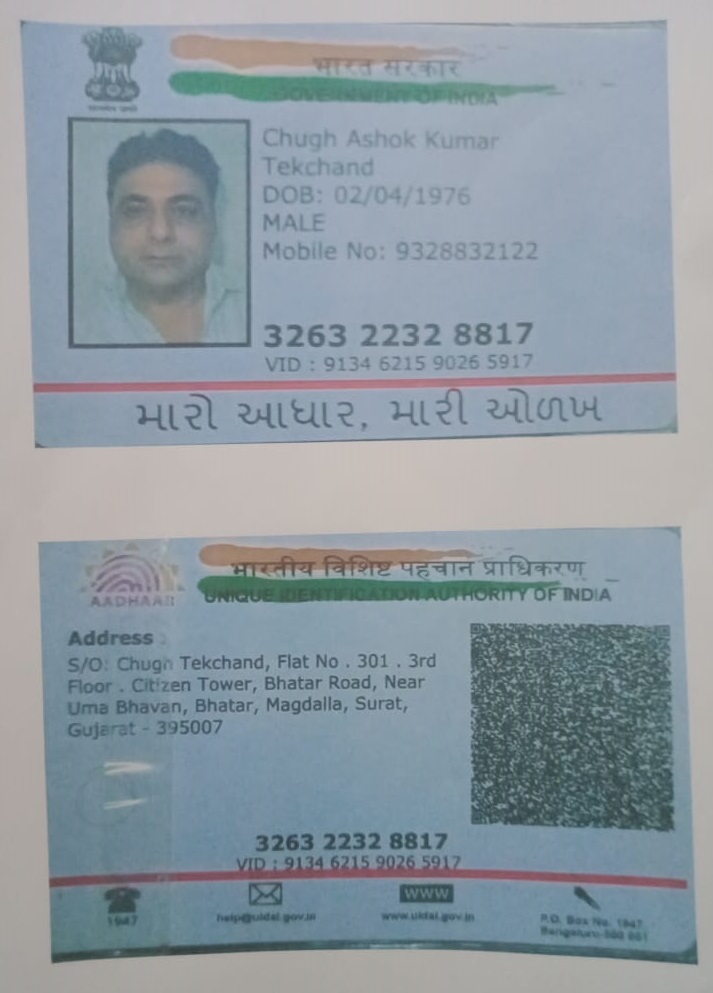 भारत सरकार
GOVERNMENT OF INDIA
Chugh Ashok Kumar
Tekchand
DOB: 02/04/1976
MALE
Mobile No: 9328832122
3263 2232 8817
VID : 9134 6215 9026 5917
મારો આધાર, મારી ઓળખ
भारतीय विशिष्ट पहचान प्राधिकरण
AADHAAR
UNIQUE IDENTIFICATION AUTHORITY OF INDIA
Address :
S/O: Chugh Tekchand, Flat No . 301 . 3rd
Floor . Citizen Tower, Bhatar Road, Near
Uma Bhavan, Bhatar, Magdalla, Surat,
Gujarat - 395007
3263 2232 8817
VID : 9134 6215 9026 5917
WWW
1947
help@uidai.gov.in
www.uidai.gov.in
P.O. Box No. 1947
Bengaluru-560 001